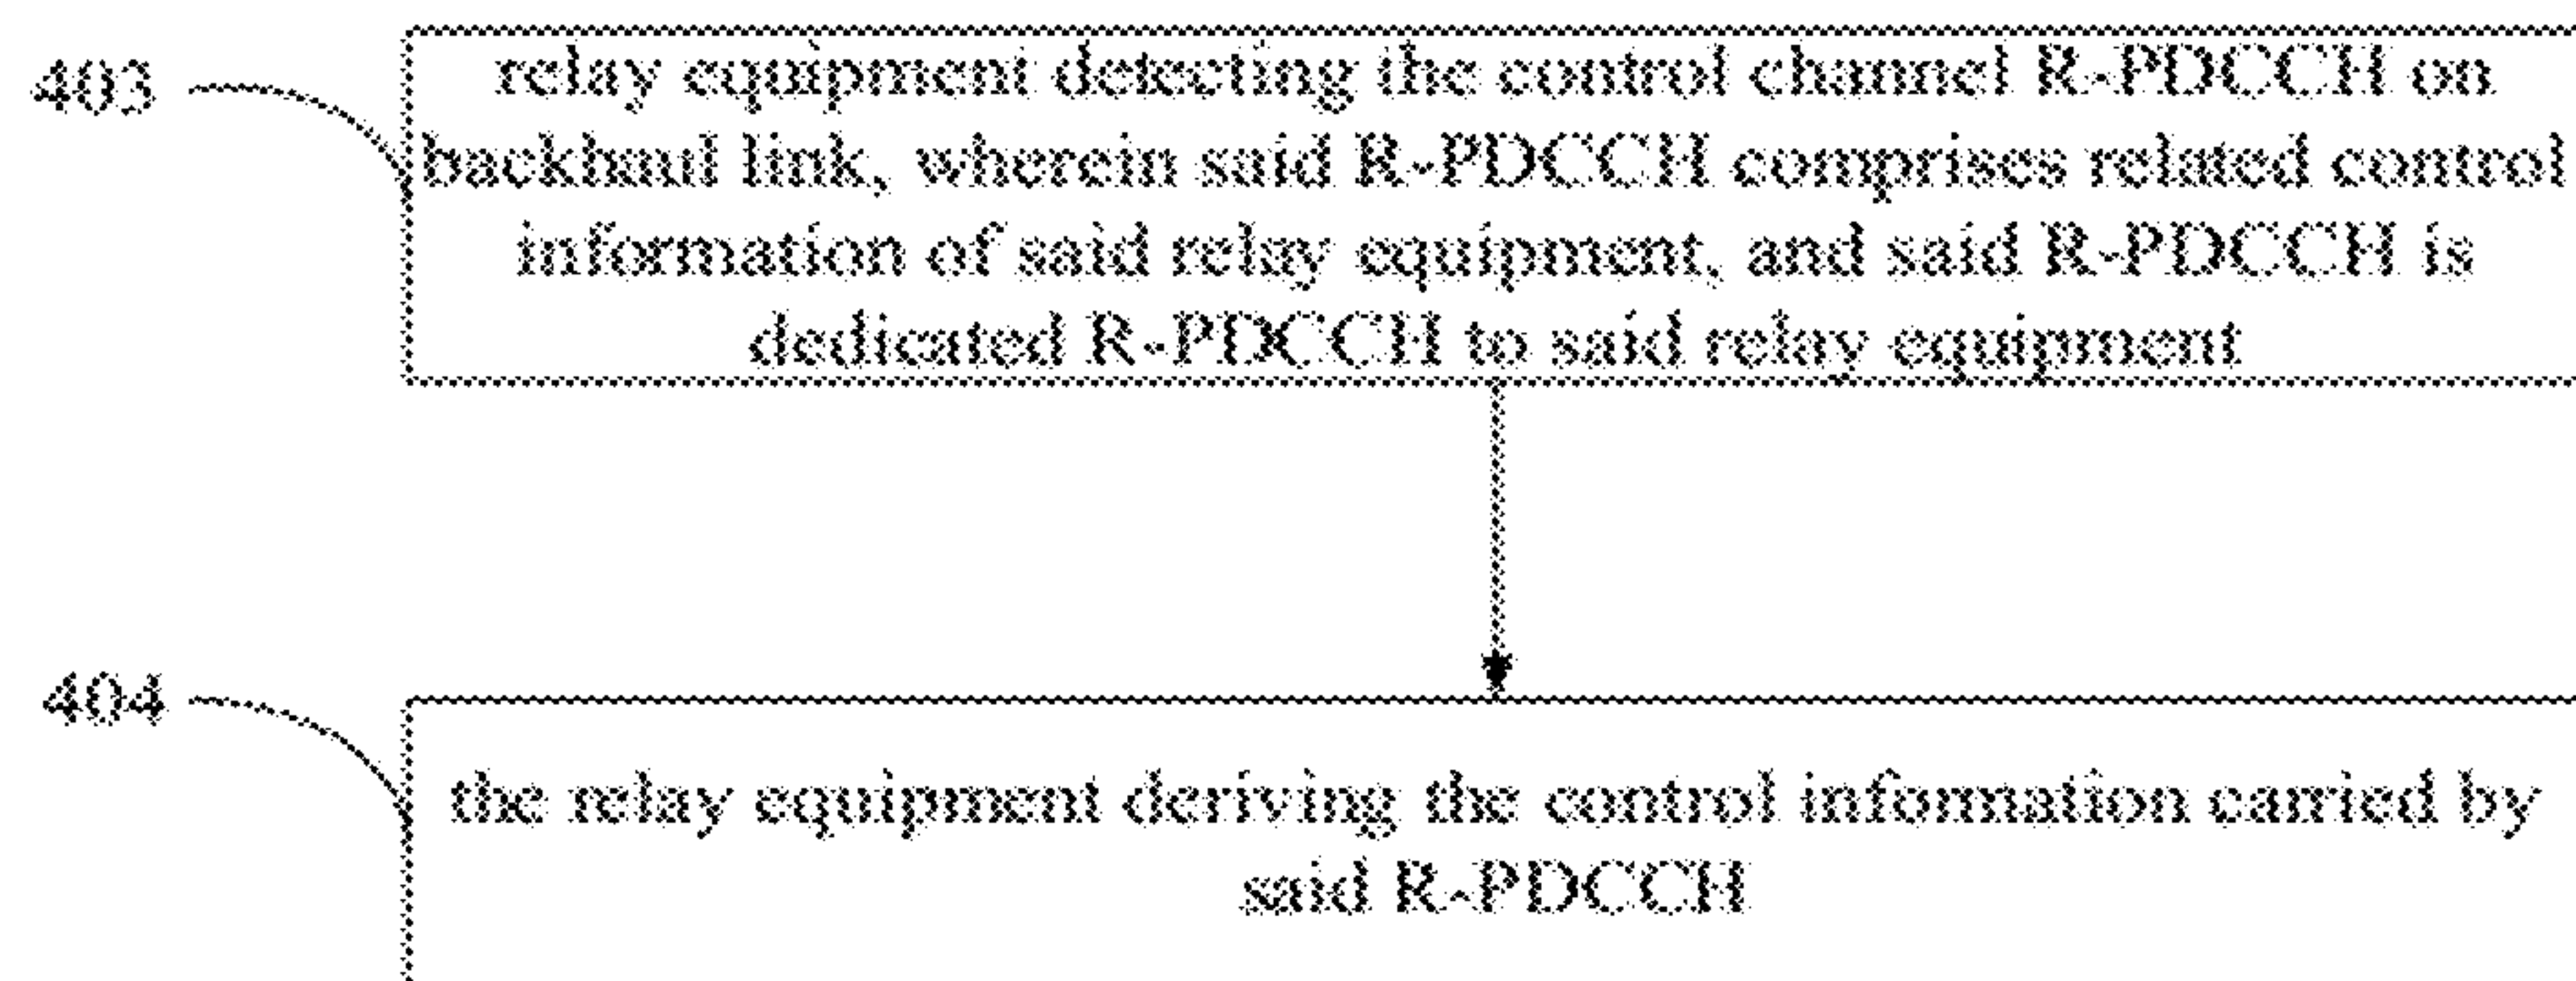 403
relay equipment detecting the control channel R-PDCCH on
backhaul link, wherein said R-PDCCH comprises related control
information of said relay equipment, and said R-PDCCH is
dedicated R-PDCCH to said relay equipment
404
the relay equipment deriving the control information carried by
said R-PDCCH